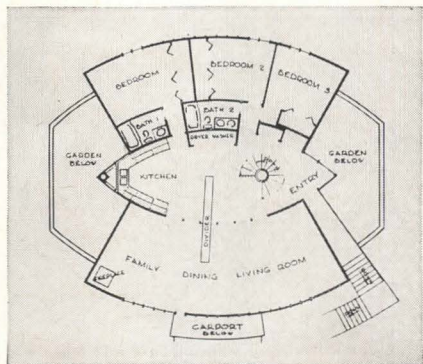 BEDROOM
BEDROOM 2
BEDROOM 3
BATH 1
BATH 2
DRYER WASHER
GARDEN
BELOW
KITCHEN
ENTRY
GARDEN
BELOW
DIVIDER
FAMILY DINING LIVING ROOM
FIREPLACE
CARPORT
BELOW